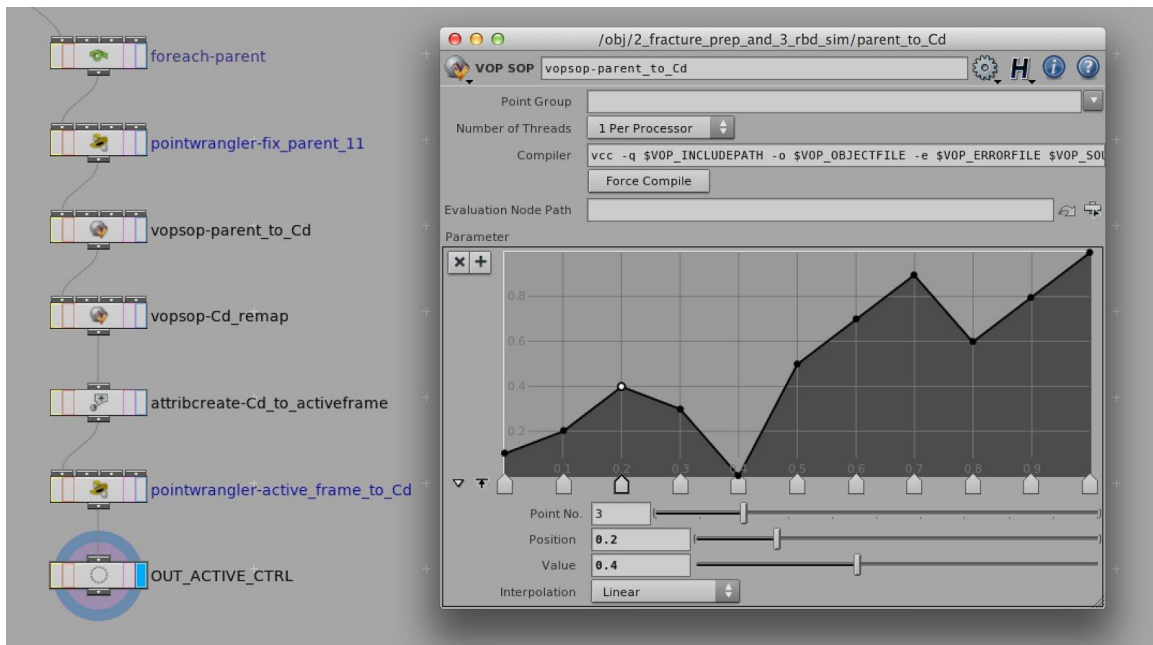 foreach-parent
pointwrangler-fix_parent_11
vopsop-parent_to_Cd
vopsop-Cd_remap
attribcreate-Cd_to_activeframe
pointwrangler-active_frame_to_Cd
OUT_ACTIVE_CTRL
/obj/2_fracture_prep_and_3_rbd_sim/parent_to_Cd
VOP SOP vopsop-parent_to_Cd H i ?
Point Group
Number of Threads 1 Per Processor
Compiler vcc -q $VOP_INCLUDEPATH -o $VOP_OBJECTFILE -e $VOP_ERRORFILE $VOP_SOU
Force Compile
Evaluation Node Path
Parameter
0.8
0.6
0.4
0.2
0.1 0.2 0.3 0.4 0.5 0.6 0.7 0.8 0.9
Point No. 3
Position 0.2
Value 0.4
Interpolation Linear